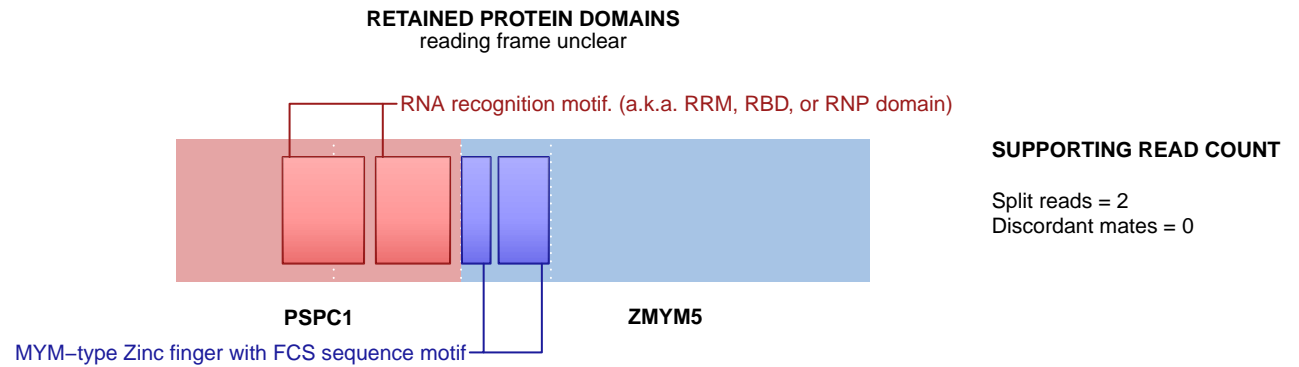 RETAINED PROTEIN DOMAINS
reading frame unclear
RNA recognition motif. (a.k.a. RRM, RBD, or RNP domain)
SUPPORTING READ COUNT
Split reads = 2
Discordant mates = 0
PSPC1
ZMYM5
MYM−type Zinc finger with FCS sequence motif